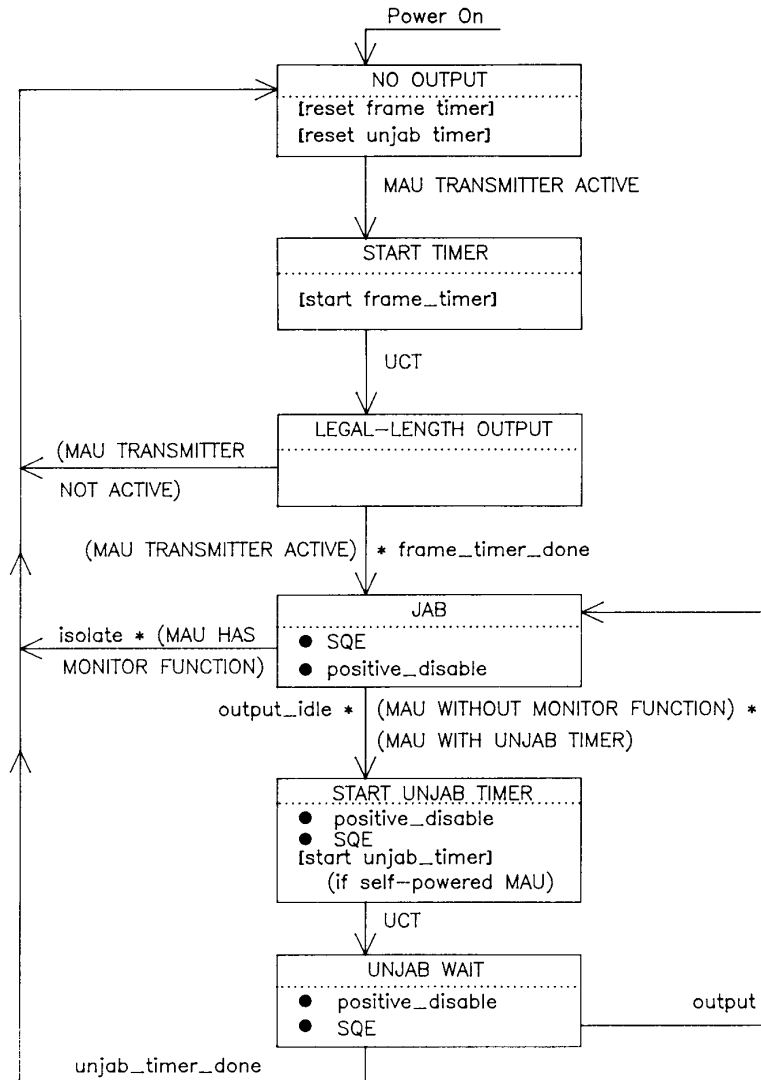 Power On
NO OUTPUT
[reset frame timer]
[reset unjab timer]
MAU TRANSMITTER ACTIVE
START TIMER
[start frame_timer]
UCT
LEGAL-LENGTH OUTPUT
(MAU TRANSMITTER
NOT ACTIVE)
(MAU TRANSMITTER ACTIVE) * frame_timer_done
JAB
● SQE
● positive_disable
isolate * (MAU HAS
MONITOR FUNCTION)
output_idle * (MAU WITHOUT MONITOR FUNCTION) *
(MAU WITH UNJAB TIMER)
START UNJAB TIMER
● positive_disable
● SQE
[start unjab_timer]
(if self-powered MAU)
UCT
UNJAB WAIT
● positive_disable
● SQE
output
unjab_timer_done